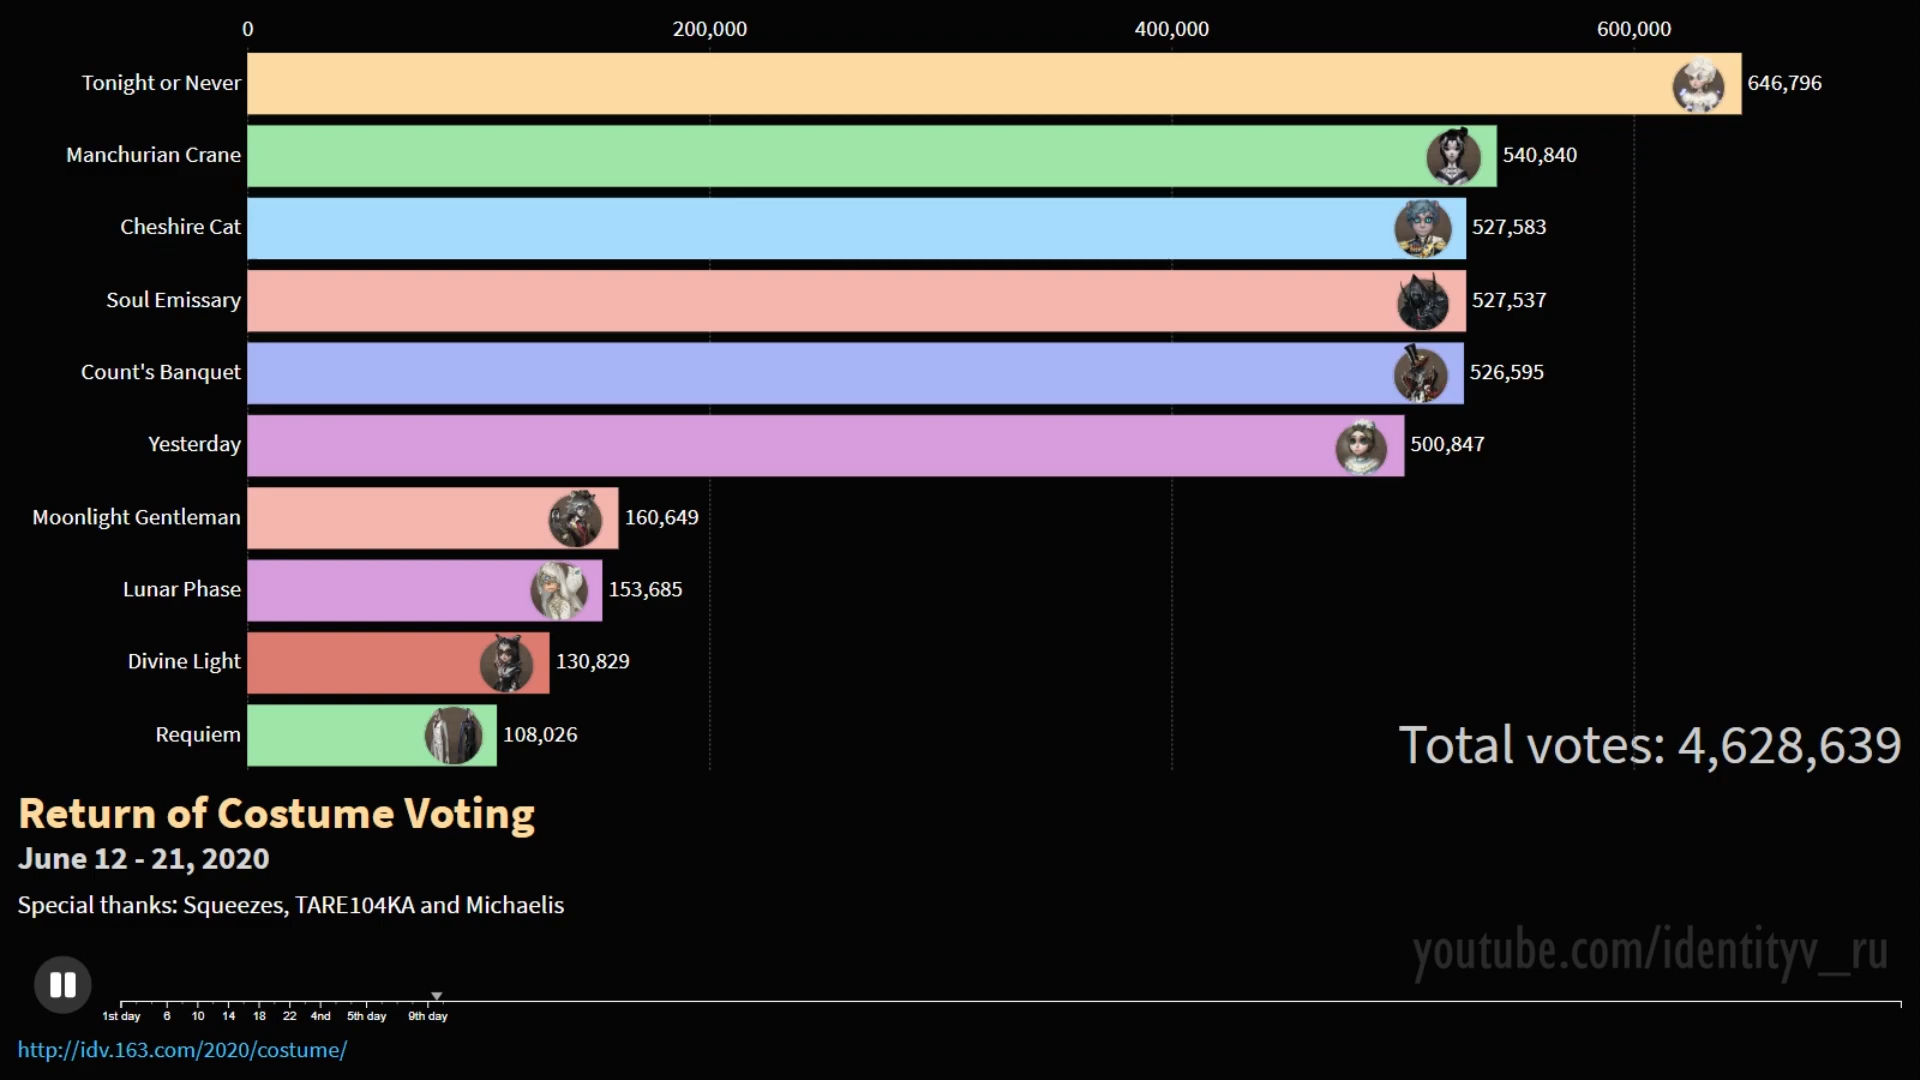 0 200,000 400,000 600,000
Tonight or Never 646,796
Manchurian Crane 540,840
Cheshire Cat 527,583
Soul Emissary 527,537
Count's Banquet 526,595
Yesterday 500,847
Moonlight Gentleman 160,649
Lunar Phase 153,685
Divine Light 130,829
Requiem 108,026
Total votes: 4,628,639
Return of Costume Voting
June 12 - 21, 2020
Special thanks: Squeezes, TARE104KA and Michaelis
youtube.com/identityv_ru
1st day 6 10 14 18 22 4nd 5th day 9th day
http://idv.163.com/2020/costume/